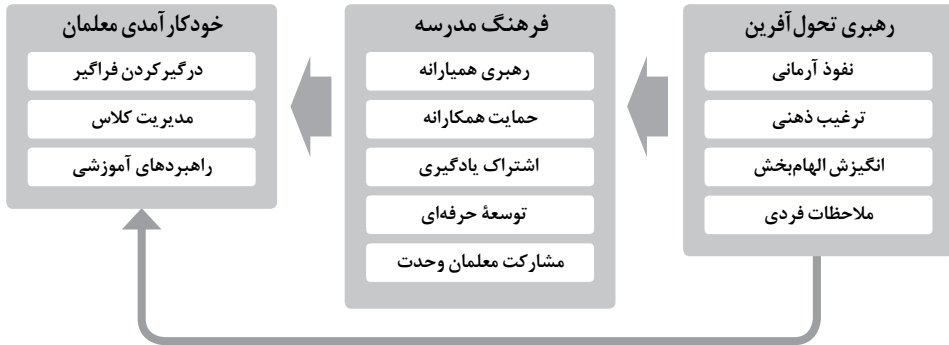 رهبری تحول‌آفرین
نفوذ آرمانی
ترغیب ذهنی
انگیزش الهام‌بخش
ملاحظات فردی
فرهنگ مدرسه
رهبری همیارانه
حمایت همکارانه
اشتراک یادگیری
توسعهٔ حرفه‌ای
مشارکت معلمان وحدت
خودکارآمدی معلمان
درگیرکردن فراگیر
مدیریت کلاس
راهبردهای آموزشی